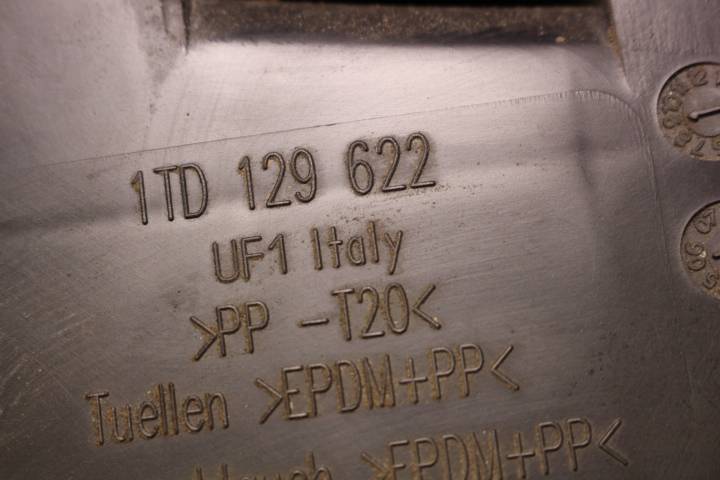 1TD 129 622
UF1 Italy
>PP -T20<
Tuellen >EPDM+PP<
>EPDM+PP<